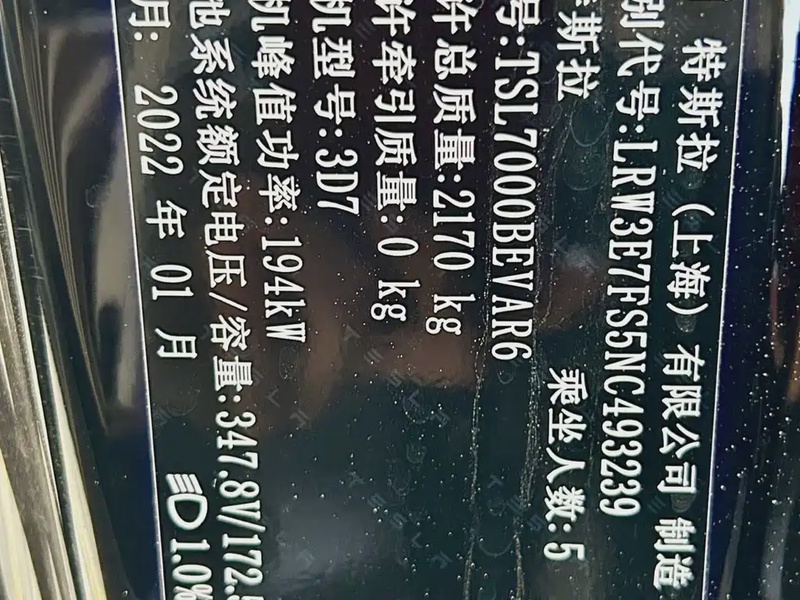 特斯拉（上海）有限公司 制造
别代号:LRW3E7FS5NC493239
斯拉 乘坐人数:5
号:TSL7000BEVAR6
许总质量:2170 kg
许牵引质量:0 kg
机型号:3D7
机峰值功率:194kW
池系统额定电压/容量:347.8V/172.5
月: 2022 年 01 月 1.0%